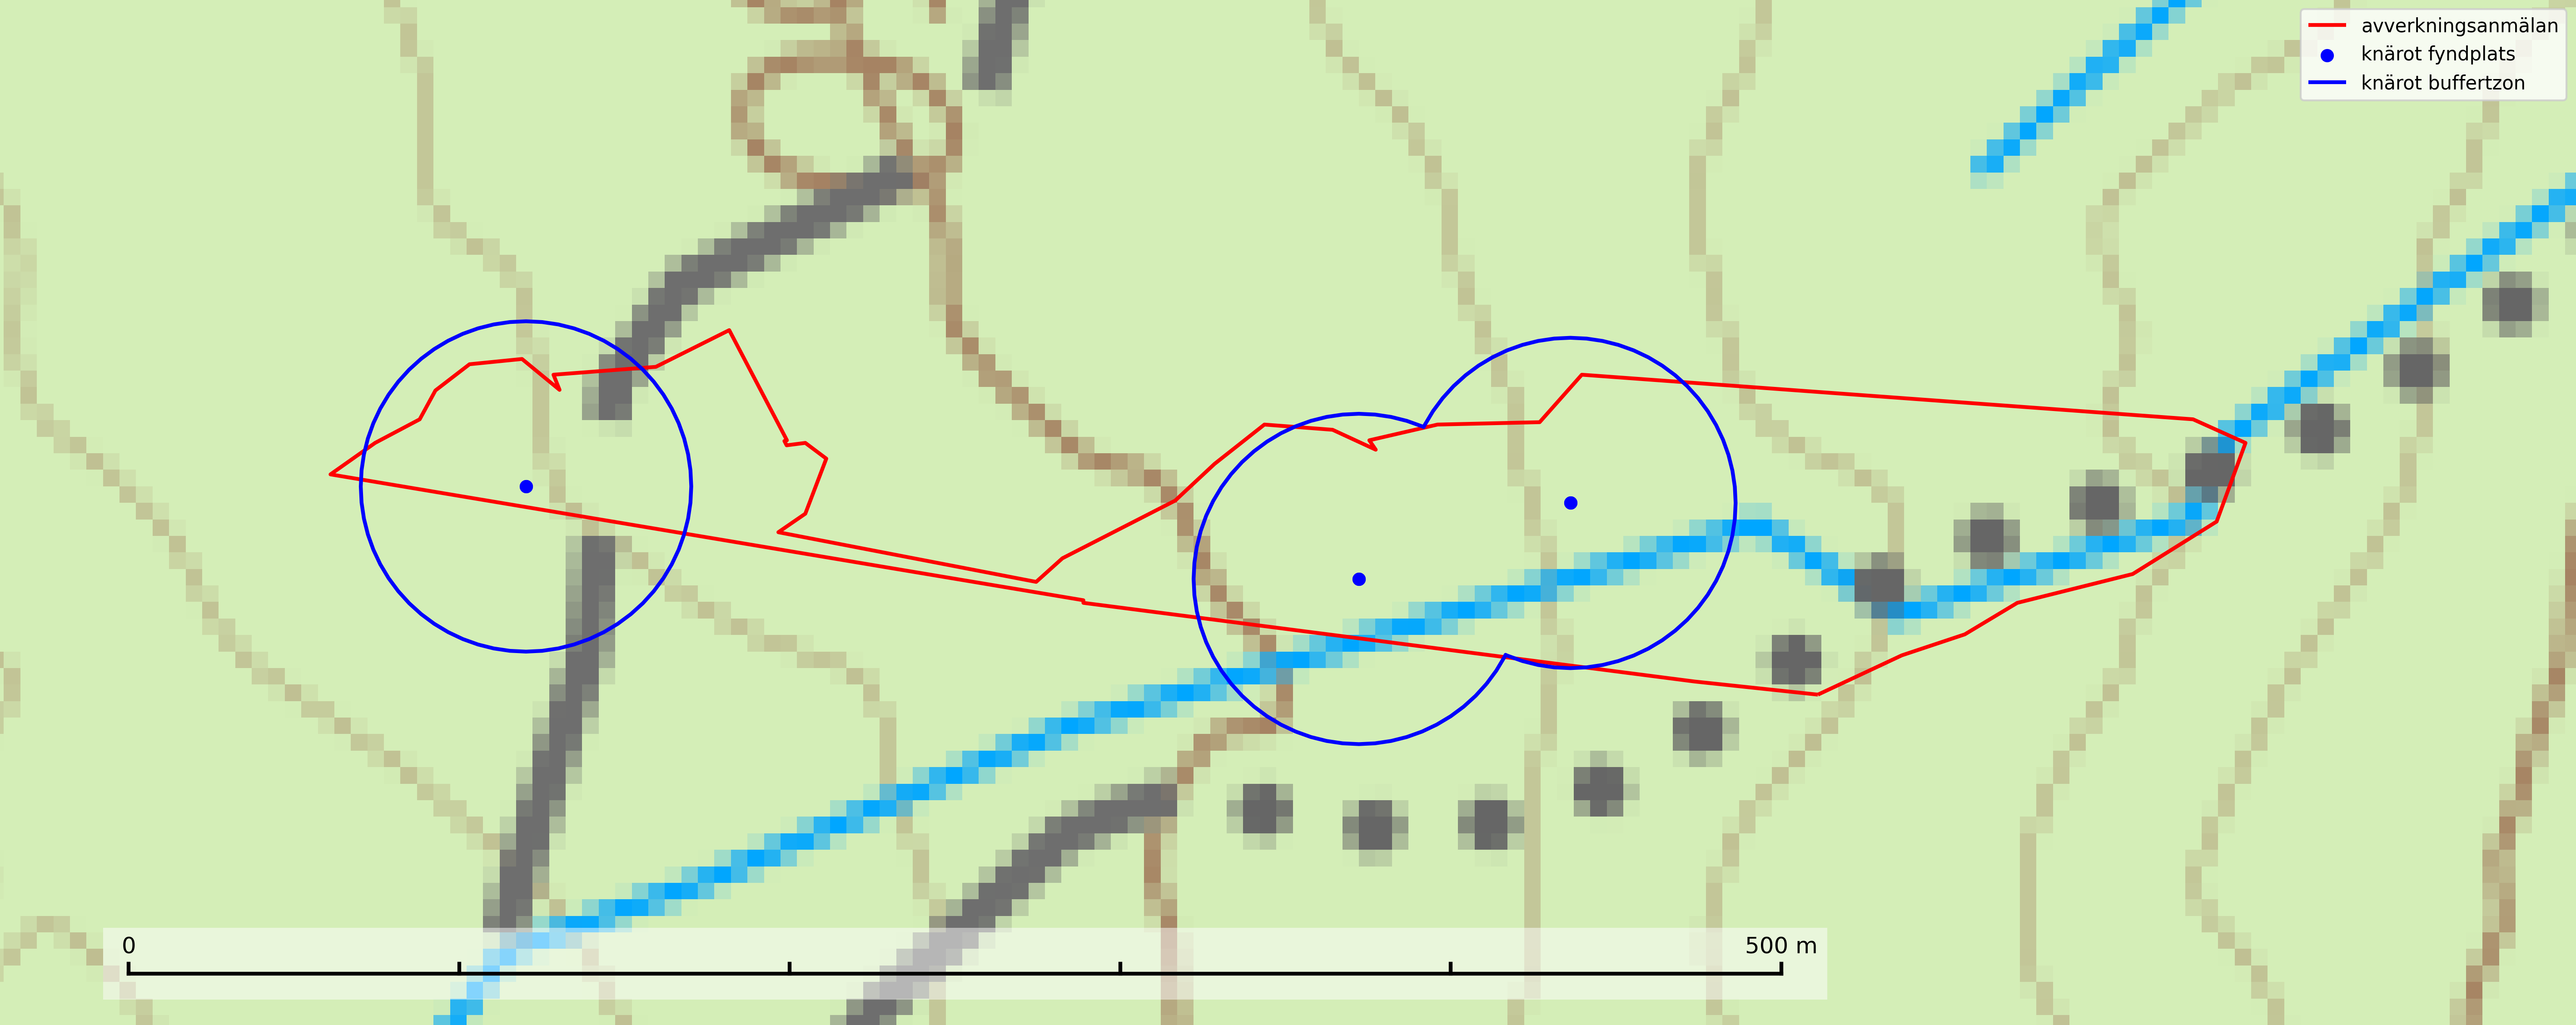 avverkningsanmälan
knärot fyndplats
knärot buffertzon
0 500 m